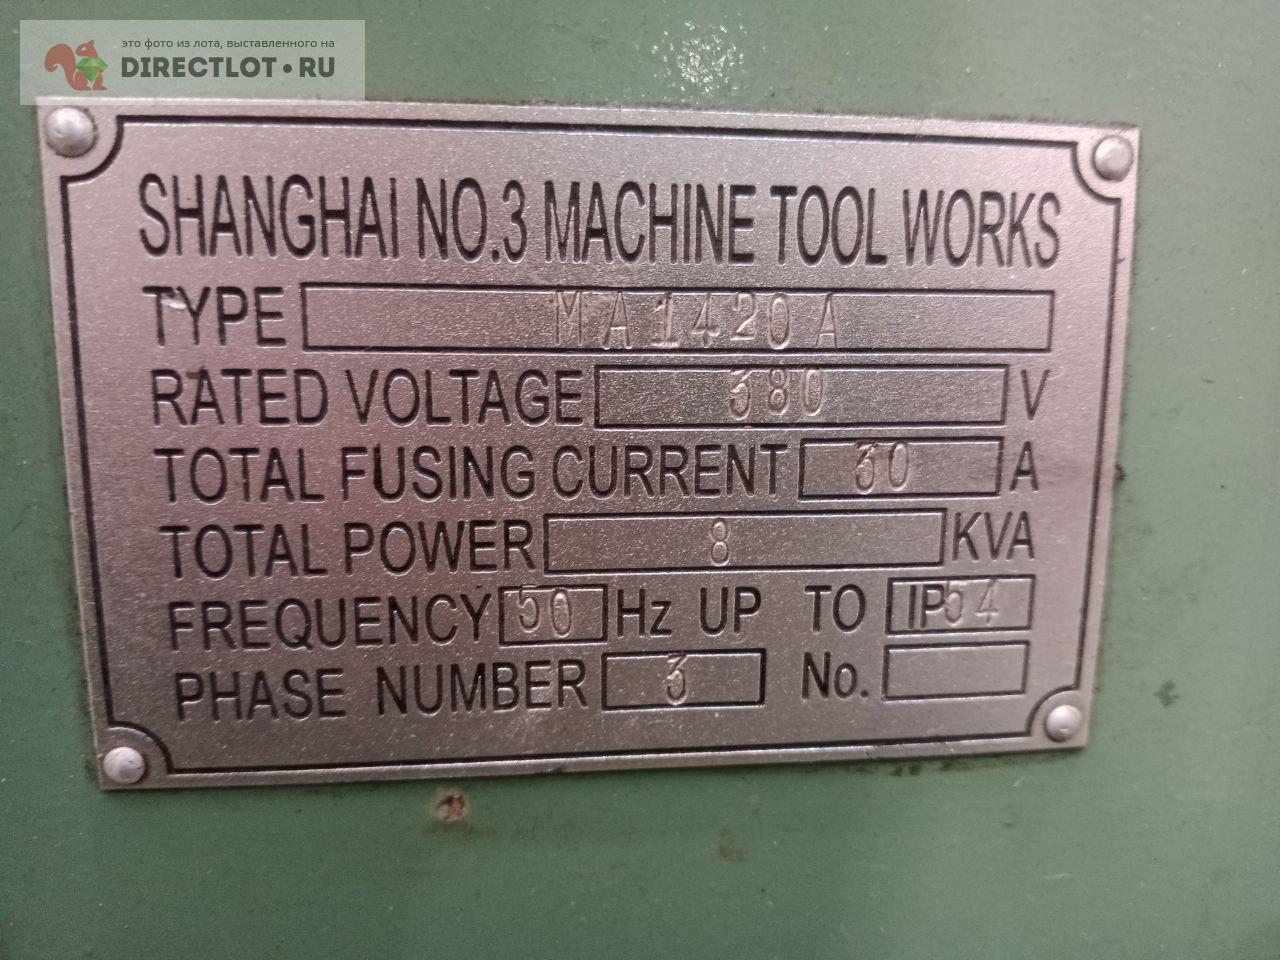 это фото из лота, выставленного на
DIRECTLOT.RU
SHANGHAI NO.3 MACHINE TOOL WORKS
TYPE MA1420A
RATED VOLTAGE 380 V
TOTAL FUSING CURRENT 30 A
TOTAL POWER 8 KVA
FREQUENCY 50 Hz UP TO IP54
PHASE NUMBER 3 No.